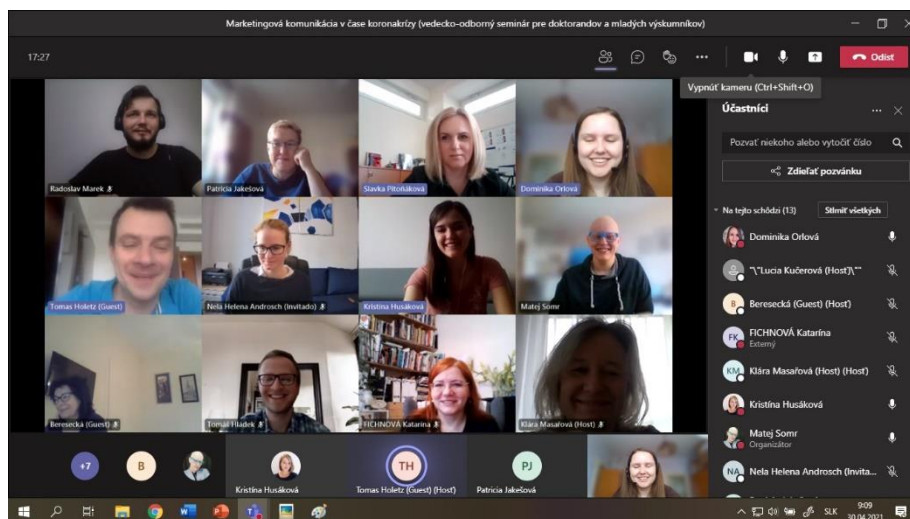 Marketingová komunikácia v čase koronakrízy (vedecko-odborný seminár pre doktorandov a mladých výskumníkov)
17:27
Odísť
Vypnúť kameru (Ctrl+Shift+O)
Účastníci
Pozvať niekoho alebo vytočiť číslo
Zdieľať pozvánku
Na tejto schôdzi (13)
Stlmiť všetkých
Dominika Orlová
"\"Lucia Kučerová (Hosť)\""
B
Beresecká (Guest) (Hosť)
FK
FICHNOVÁ Katarína
Externý
KM
Klára Masařová (Host) (Hosť)
Kristína Husáková
Matej Somr
Organizátor
NA
Nela Helena Androsch (Invita...
Radoslav Marek
Patrícia Jakešová
Slavka Pitoňáková
Dominika Orlová
Tomas Holetz (Guest)
Nela Helena Androsch (Invitado)
Kristína Husáková
Matej Somr
Beresecká (Guest)
Tomáš Hládek
FICHNOVÁ Katarína
Klára Masařová (Host)
+7
B
Kristína Husáková
TH
Tomas Holetz (Guest) (Hosť)
PJ
Patrícia Jakešová
SLK
9:09
30.04.2021